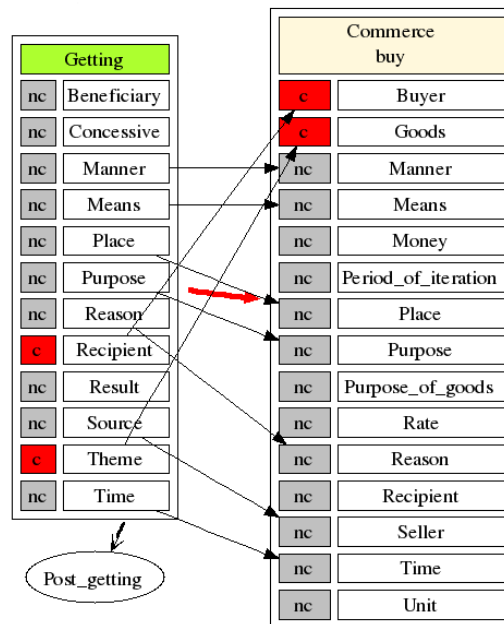 Getting
nc Beneficiary
nc Concessive
nc Manner
nc Means
nc Place
nc Purpose
nc Reason
c Recipient
nc Result
nc Source
c Theme
nc Time
Post_getting
Commerce
buy
c Buyer
c Goods
nc Manner
nc Means
nc Money
nc Period_of_iteration
nc Place
nc Purpose
nc Purpose_of_goods
nc Rate
nc Reason
nc Recipient
nc Seller
nc Time
nc Unit